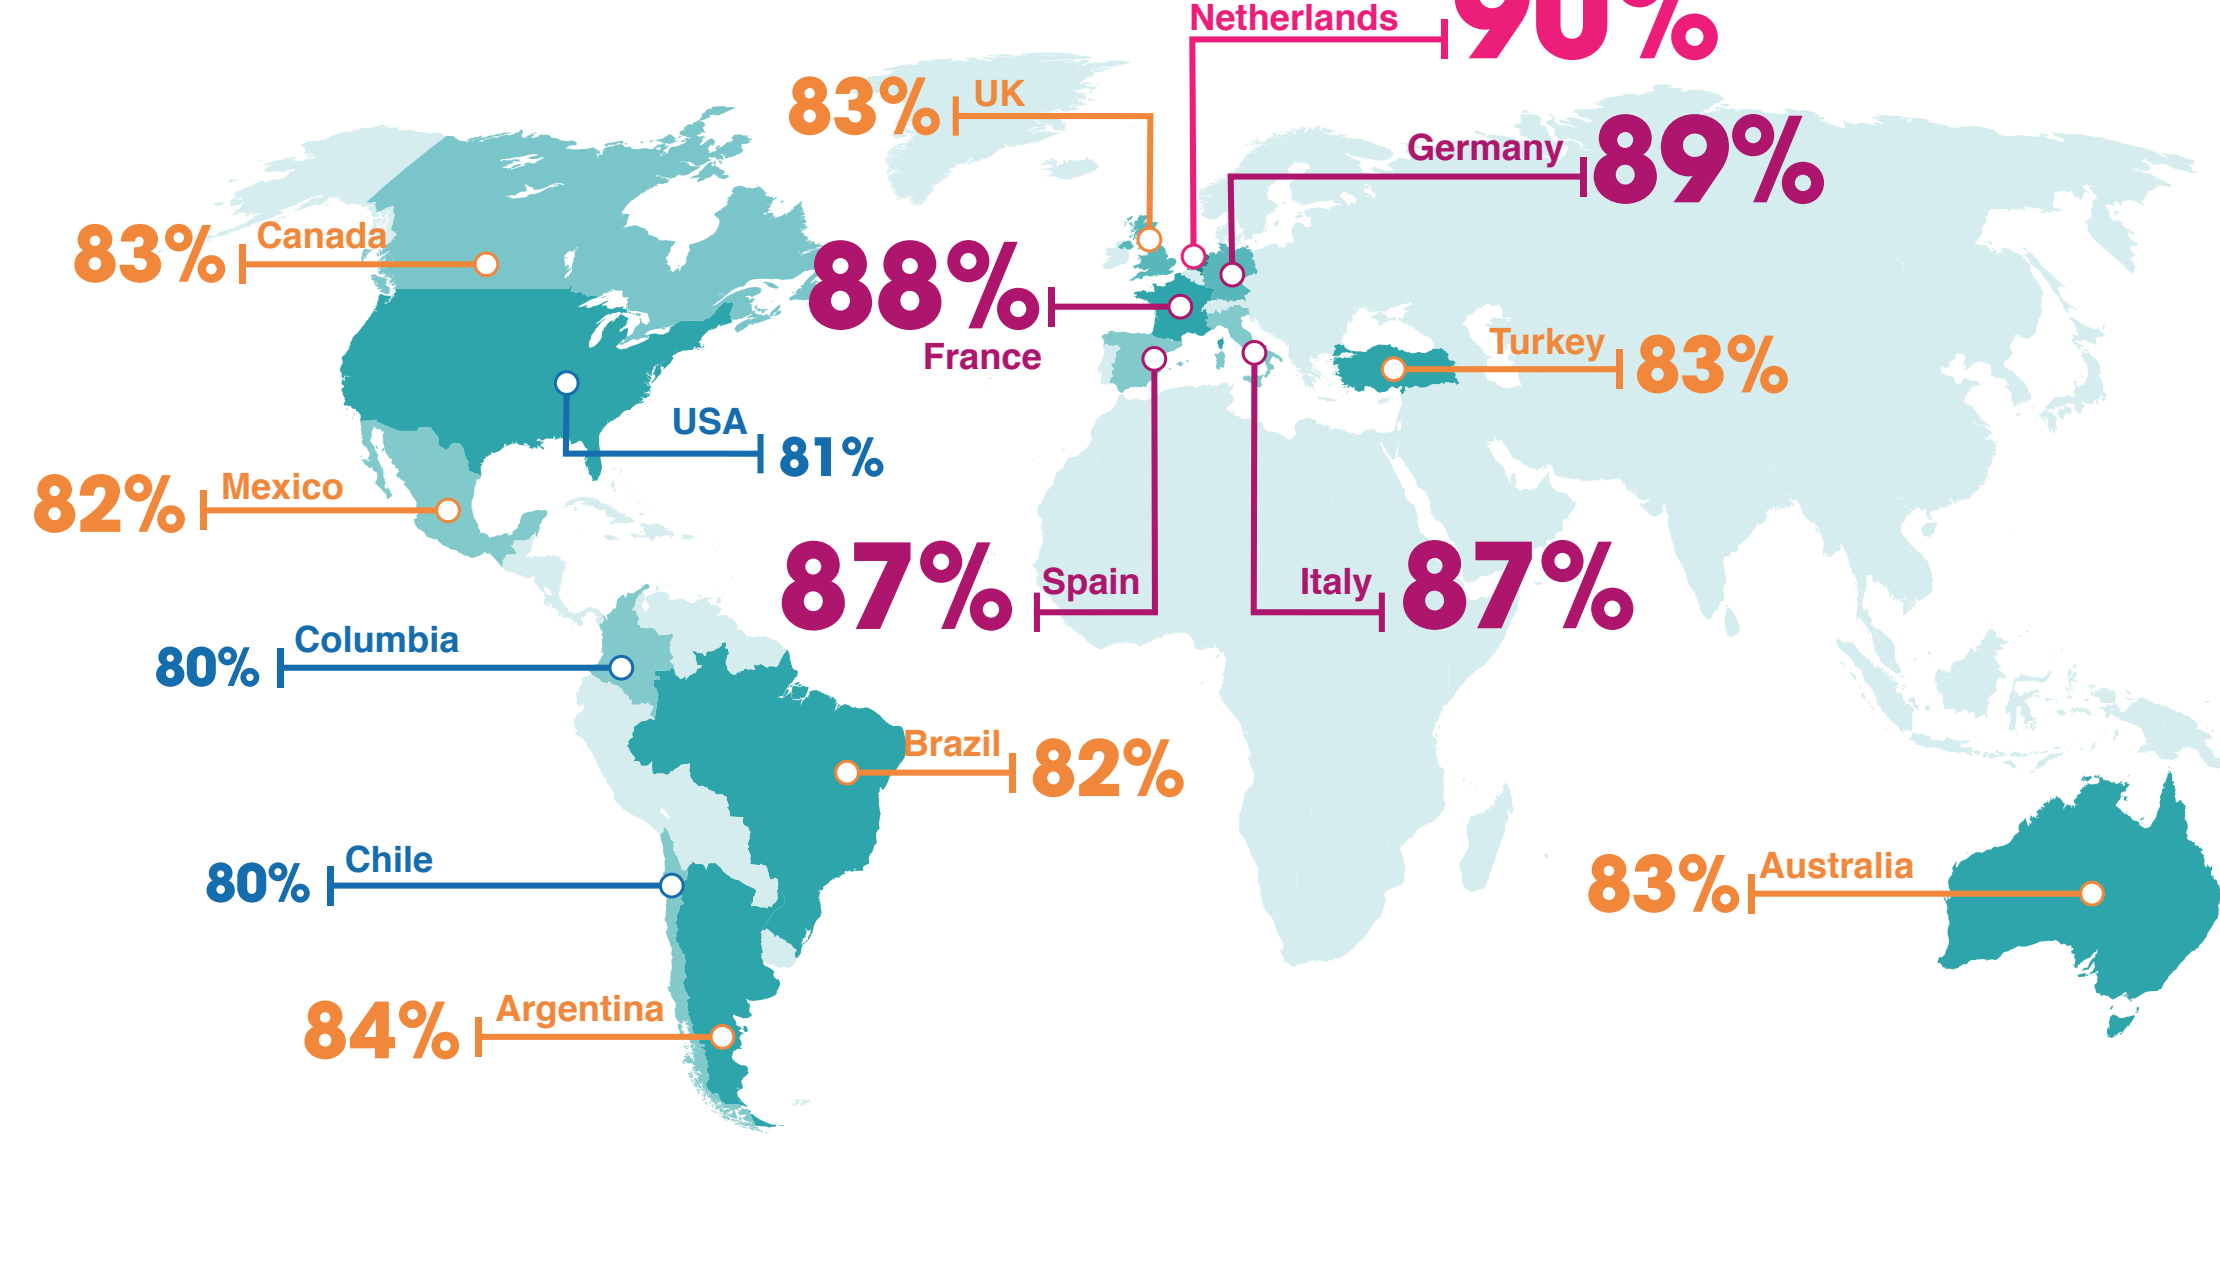 Netherlands
90%
83% UK
Germany 89%
83% Canada
88%
France
Turkey 83%
USA 81%
82% Mexico
87% Spain
Italy 87%
80% Columbia
Brazil 82%
80% Chile
83% Australia
84% Argentina